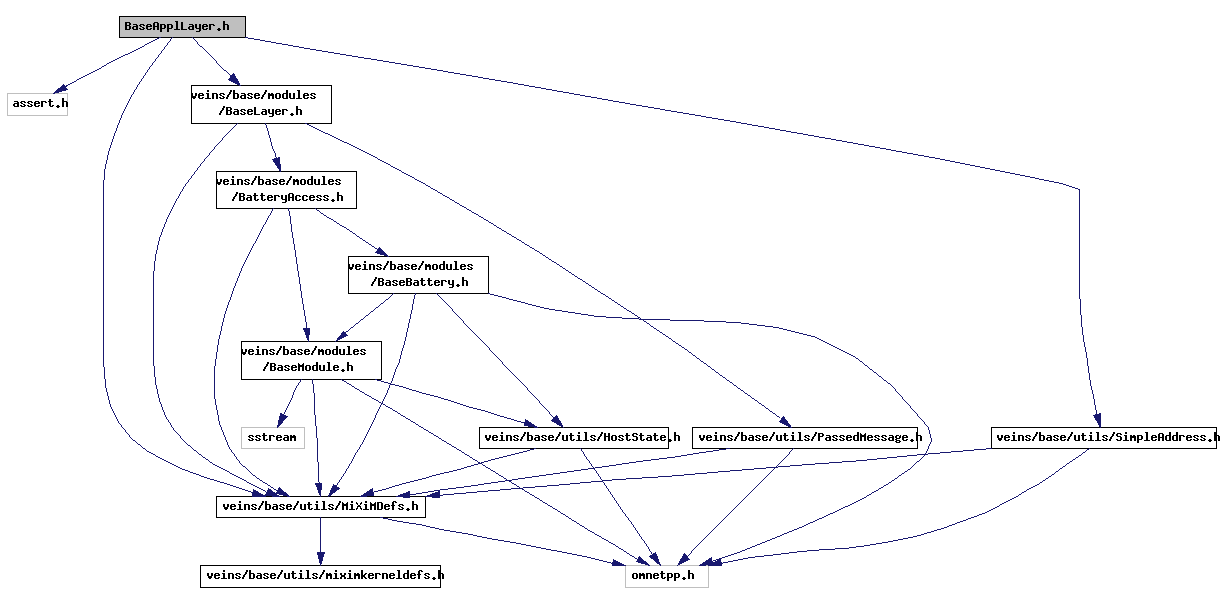 BaseApplLayer.h
assert.h
veins/base/modules
/BaseLayer.h
veins/base/modules
/BatteryAccess.h
veins/base/modules
/BaseBattery.h
veins/base/modules
/BaseModule.h
sstream
veins/base/utils/HostState.h
veins/base/utils/PassedMessage.h
veins/base/utils/SimpleAddress.h
veins/base/utils/MiXiMDefs.h
veins/base/utils/miximkerneldefs.h
omnetpp.h